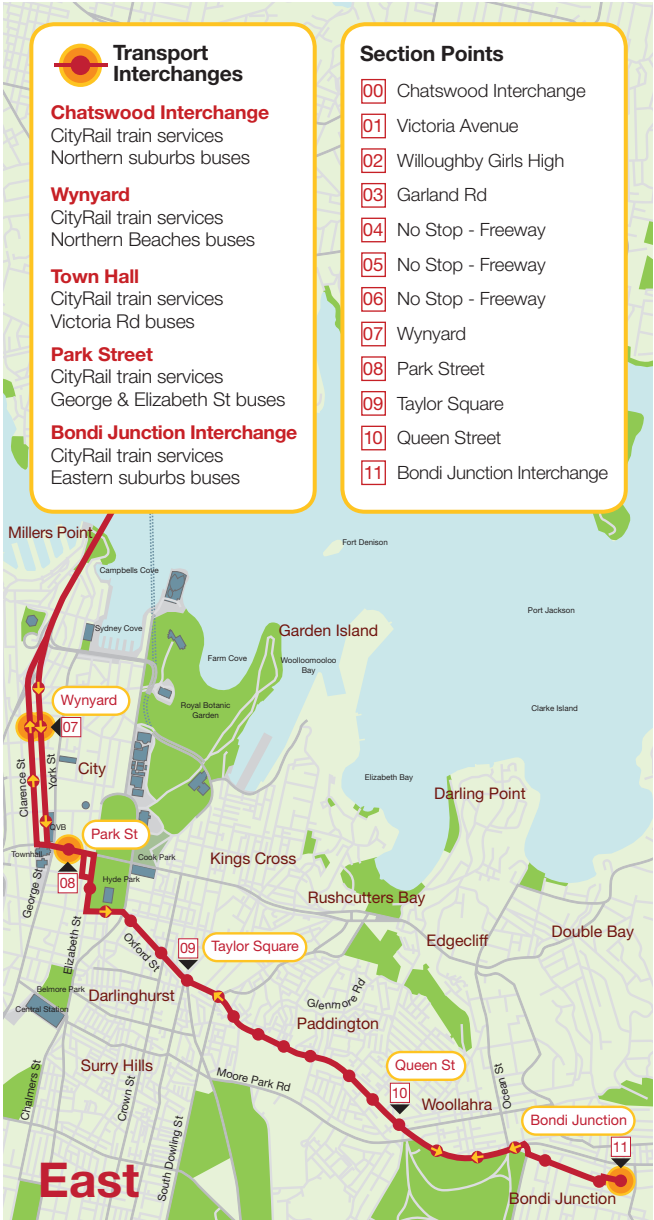 Transport
Interchanges
Chatswood Interchange
CityRail train services
Northern suburbs buses
Wynyard
CityRail train services
Northern Beaches buses
Town Hall
CityRail train services
Victoria Rd buses
Park Street
CityRail train services
George & Elizabeth St buses
Bondi Junction Interchange
CityRail train services
Eastern suburbs buses
Section Points
00 Chatswood Interchange
01 Victoria Avenue
02 Willoughby Girls High
03 Garland Rd
04 No Stop - Freeway
05 No Stop - Freeway
06 No Stop - Freeway
07 Wynyard
08 Park Street
09 Taylor Square
10 Queen Street
11 Bondi Junction Interchange
Millers Point
Fort Denison
Campbells Cove
Port Jackson
Sydney Cove
Garden Island
Farm Cove
Woolloomooloo
Bay
Wynyard
Royal Botanic
Garden
Clarke Island
07
Clarence St
York St
City
Elizabeth Bay
Darling Point
QVB
Park St
Townhall
Cook Park
Kings Cross
08
Hyde Park
George St
Rushcutters Bay
Elizabeth St
Oxford St
09
Taylor Square
Edgecliff
Double Bay
Belmore Park
Central Station
Darlinghurst
Glenmore Rd
Paddington
Surry Hills
Chalmers St
Crown St
South Dowling St
Moore Park Rd
Queen St
Ocean St
10
Woollahra
Bondi Junction
11
East
Bondi Junction